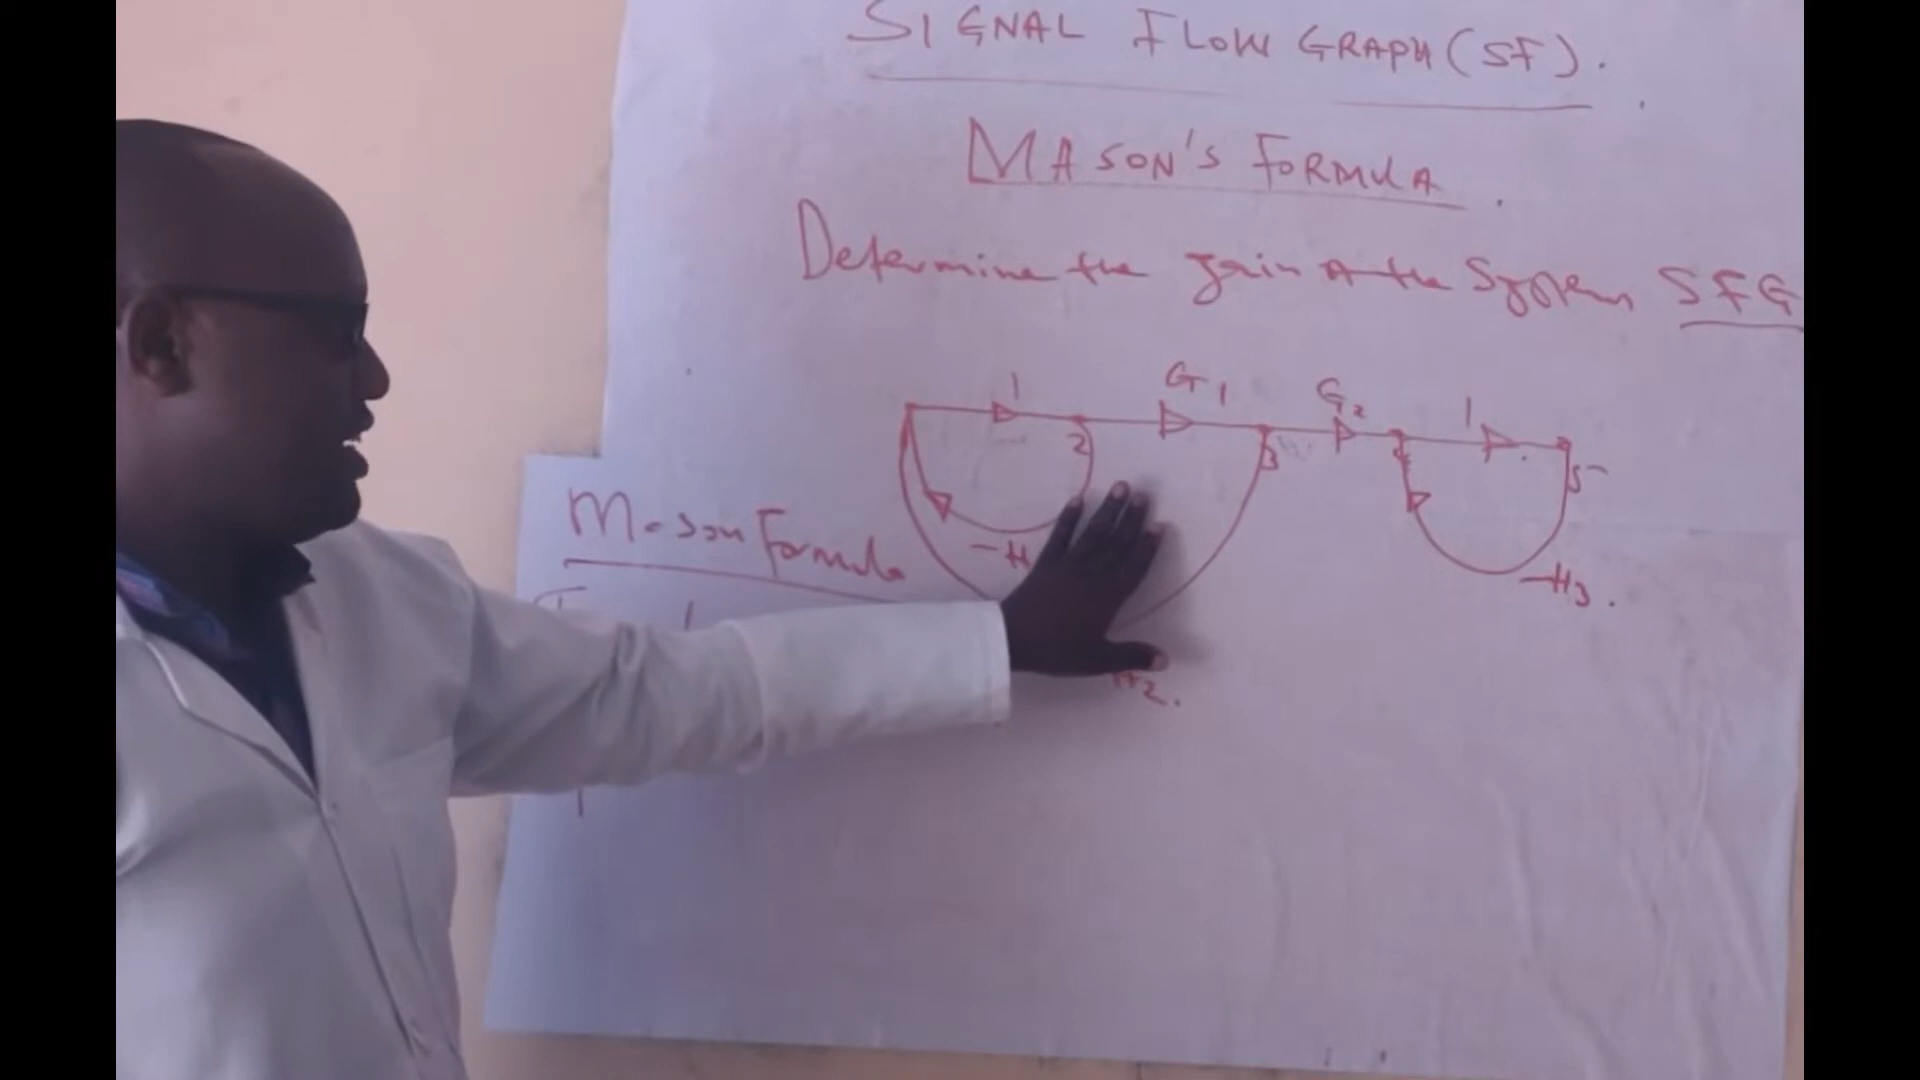 SIGNAL FLOW GRAPH (SF).
MASON'S FORMULA.
Determine the gain of the System SFG
1 G1 G2 1
2 3 4 5
Mason Formula
-H
-H3.
H2.